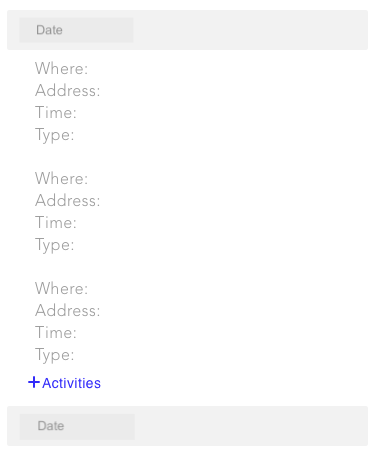 Date
Where:
Address:
Time:
Type:
Where:
Address:
Time:
Type:
Where:
Address:
Time:
Type:
+Activities
Date